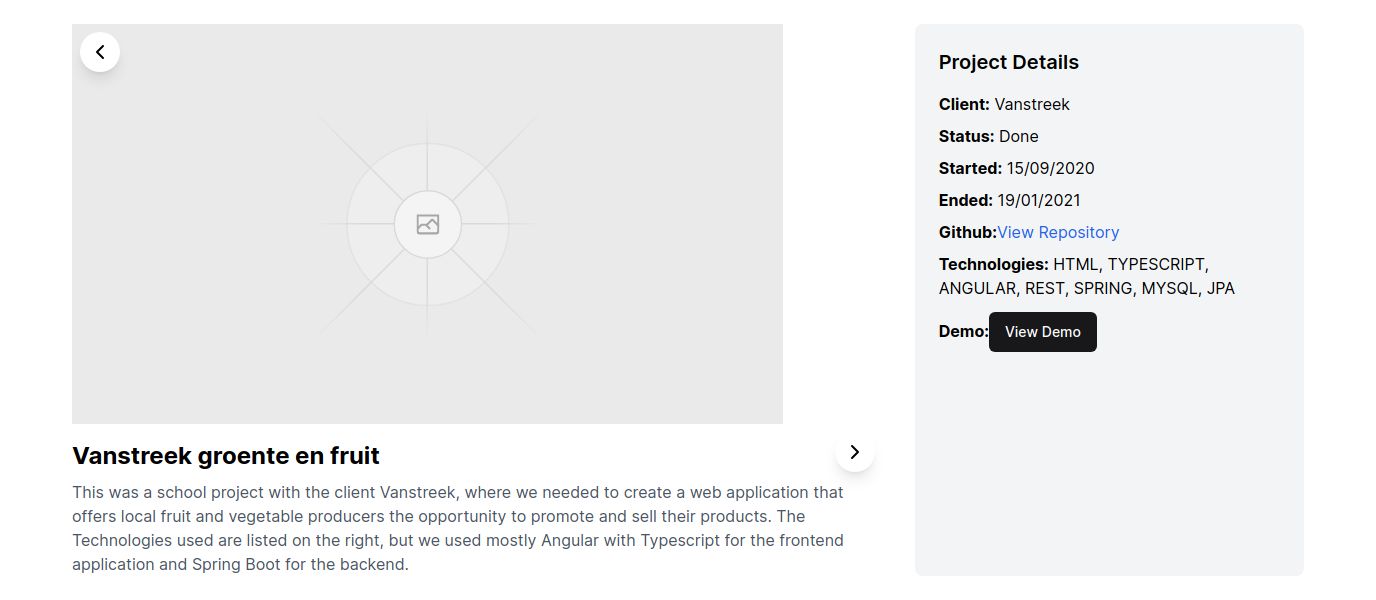 Vanstreek groente en fruit
This was a school project with the client Vanstreek, where we needed to create a web application that
offers local fruit and vegetable producers the opportunity to promote and sell their products. The
Technologies used are listed on the right, but we used mostly Angular with Typescript for the frontend
application and Spring Boot for the backend.
Project Details
Client: Vanstreek
Status: Done
Started: 15/09/2020
Ended: 19/01/2021
Github:View Repository
Technologies: HTML, TYPESCRIPT,
ANGULAR, REST, SPRING, MYSQL, JPA
Demo:View Demo